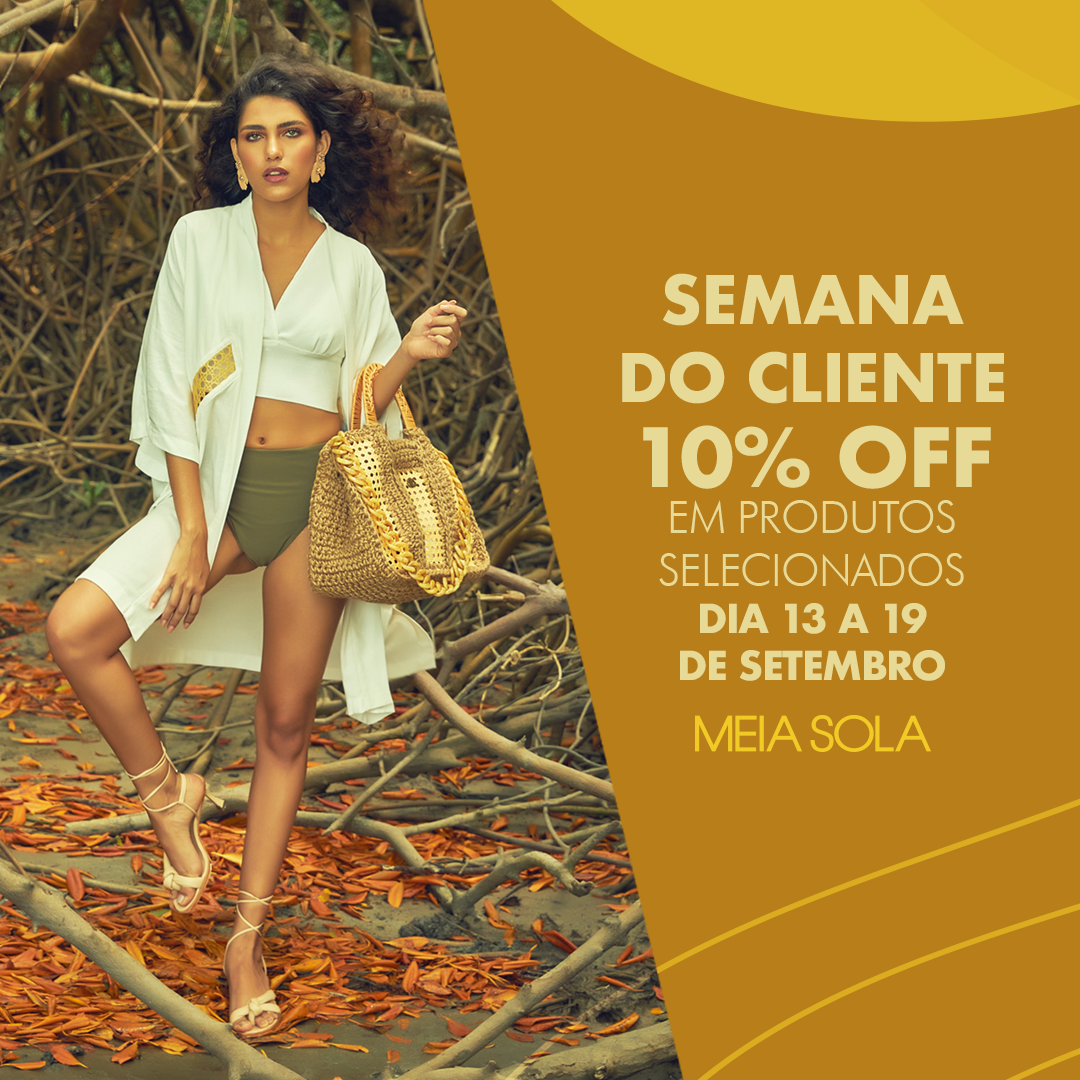 SEMANA
DO CLIENTE
10% OFF
EM PRODUTOS
SELECIONADOS
DIA 13 A 19
DE SETEMBRO
MEIA SOLA